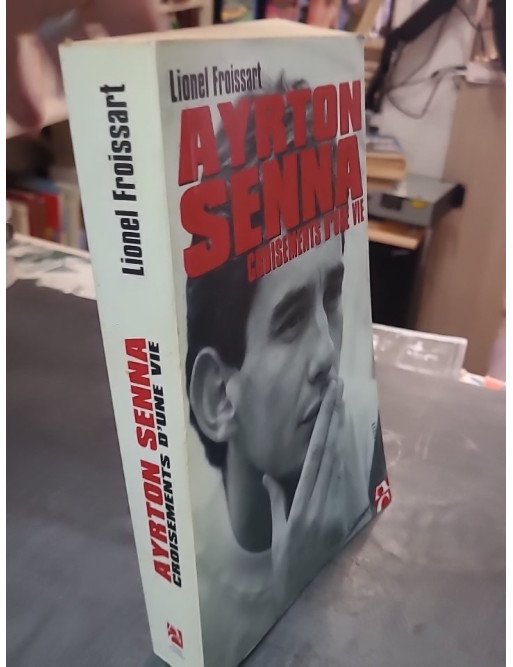 Lionel Froissart
AYRTON
SENNA
CROISEMENTS D'UNE VIE
Lionel Froissart
AYRTON SENNA
CROISEMENTS D'UNE VIE